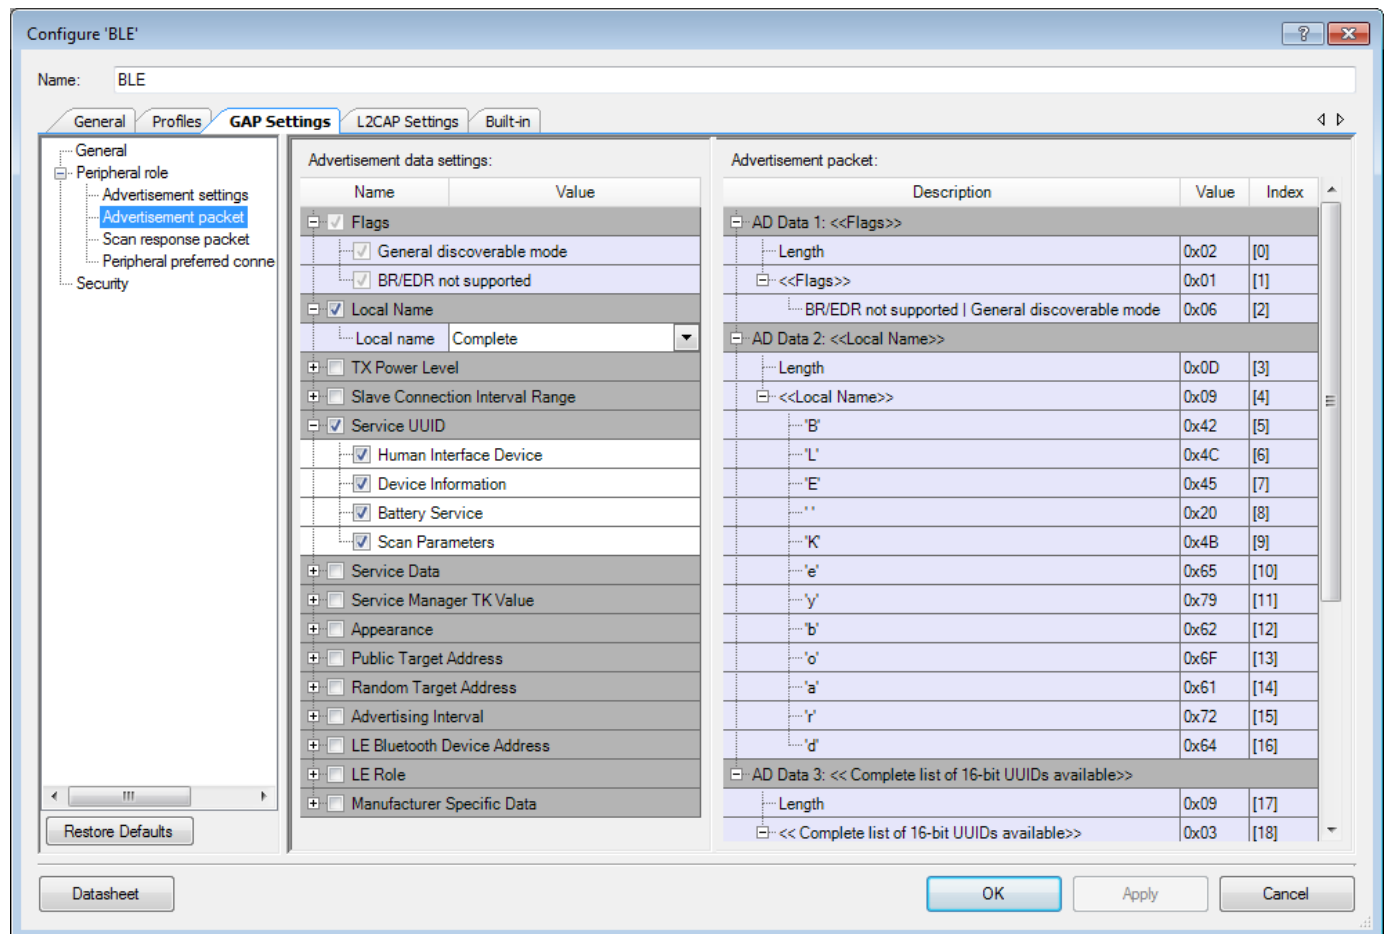 Configure 'BLE'
Name: BLE
General Profiles GAP Settings L2CAP Settings Built-in
General
Peripheral role
Advertisement settings
Advertisement packet
Scan response packet
Peripheral preferred conne
Security
Restore Defaults
Advertisement data settings:
Name Value
Flags
General discoverable mode
BR/EDR not supported
Local Name
Local name Complete
TX Power Level
Slave Connection Interval Range
Service UUID
Human Interface Device
Device Information
Battery Service
Scan Parameters
Service Data
Service Manager TK Value
Appearance
Public Target Address
Random Target Address
Advertising Interval
LE Bluetooth Device Address
LE Role
Manufacturer Specific Data
Advertisement packet:
Description Value Index
AD Data 1: <<Flags>>
Length 0x02 [0]
<<Flags>> 0x01 [1]
BR/EDR not supported | General discoverable mode 0x06 [2]
AD Data 2: <<Local Name>>
Length 0x0D [3]
<<Local Name>> 0x09 [4]
'B' 0x42 [5]
'L' 0x4C [6]
'E' 0x45 [7]
' ' 0x20 [8]
'K' 0x4B [9]
'e' 0x65 [10]
'y' 0x79 [11]
'b' 0x62 [12]
'o' 0x6F [13]
'a' 0x61 [14]
'r' 0x72 [15]
'd' 0x64 [16]
AD Data 3: << Complete list of 16-bit UUIDs available>>
Length 0x09 [17]
<< Complete list of 16-bit UUIDs available>> 0x03 [18]
Datasheet OK Apply Cancel